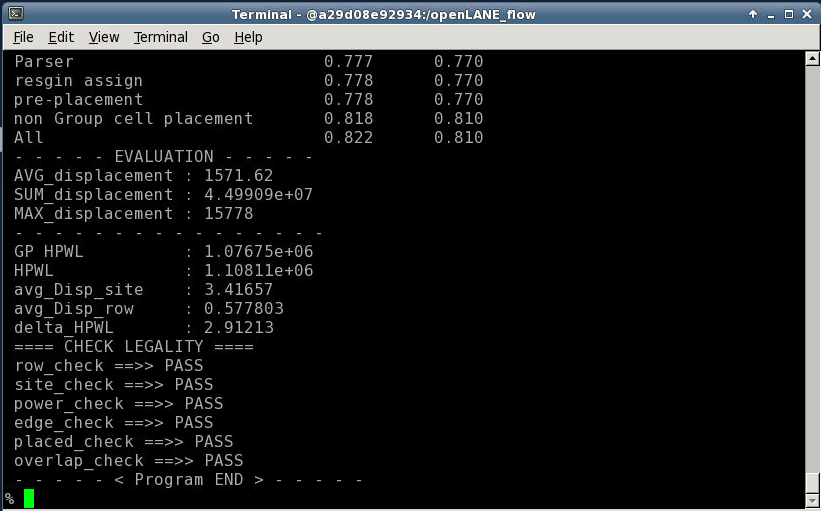 Terminal - @a29d08e92934:/openLANE_flow
File Edit View Terminal Go Help
Parser 0.777 0.770
resgin assign 0.778 0.770
pre-placement 0.778 0.770
non Group cell placement 0.818 0.810
All 0.822 0.810
- - - - - EVALUATION - - - - -
AVG_displacement : 1571.62
SUM_displacement : 4.49909e+07
MAX_displacement : 15778
- - - - - - - - - - - - - - - -
GP HPWL : 1.07675e+06
HPWL : 1.10811e+06
avg_Disp_site : 3.41657
avg_Disp_row : 0.577803
delta_HPWL : 2.91213
==== CHECK LEGALITY ====
row_check ==>> PASS
site_check ==>> PASS
power_check ==>> PASS
edge_check ==>> PASS
placed_check ==>> PASS
overlap_check ==>> PASS
- - - - - < Program END > - - - - -
%